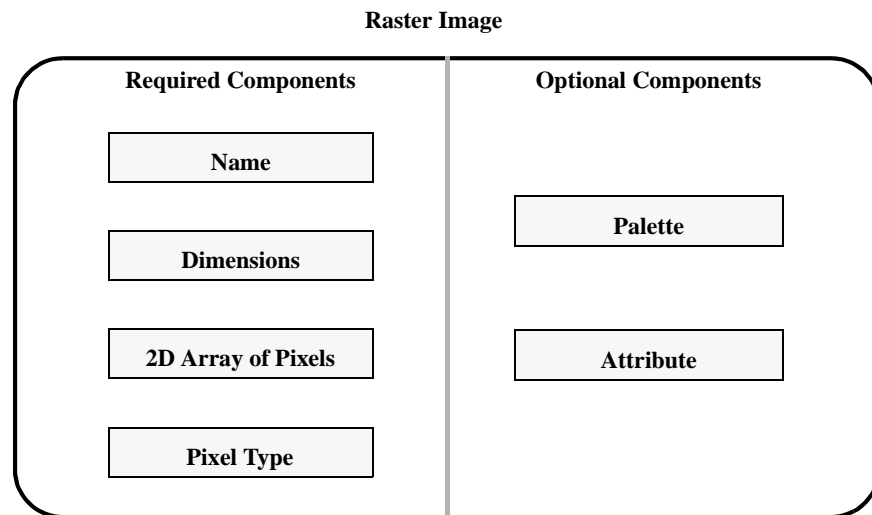 Raster Image
Required Components
Name
Dimensions
2D Array of Pixels
Pixel Type
Optional Components
Palette
Attribute